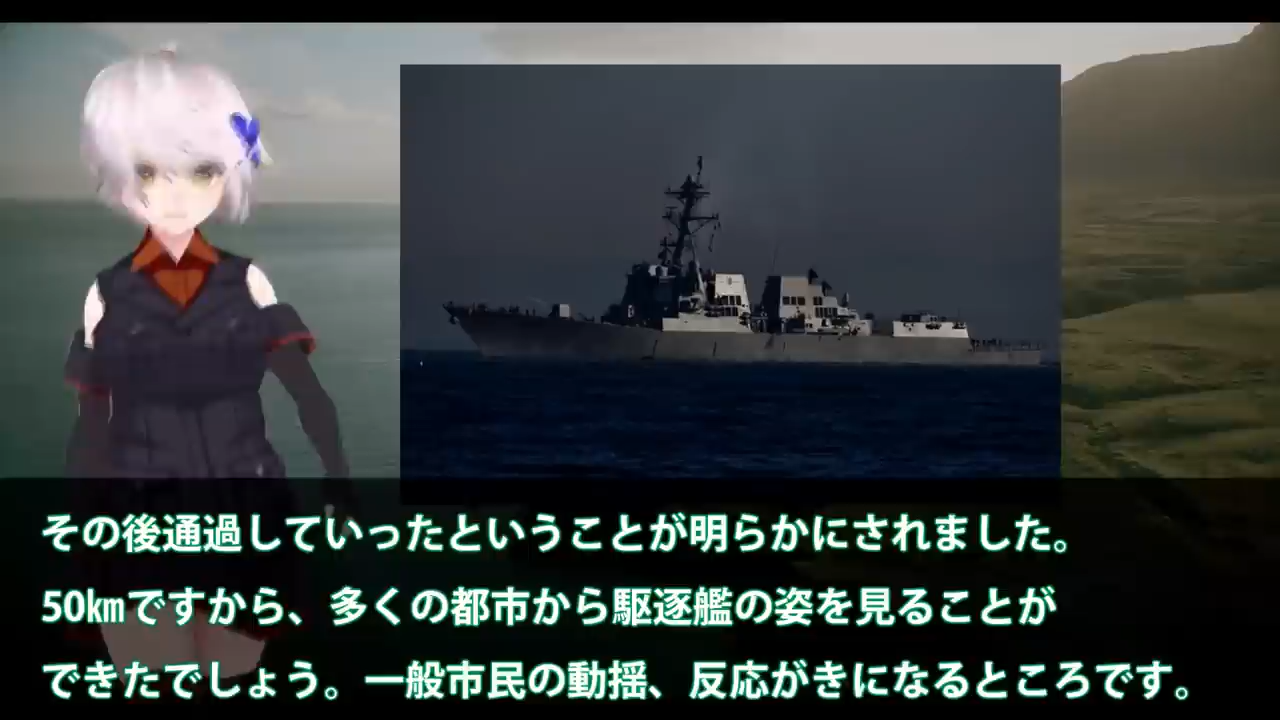 その後通過していったということが明らかにされました。
50㎞ですから、多くの都市から駆逐艦の姿を見ることが
できたでしょう。一般市民の動揺、反応がきになるところです。